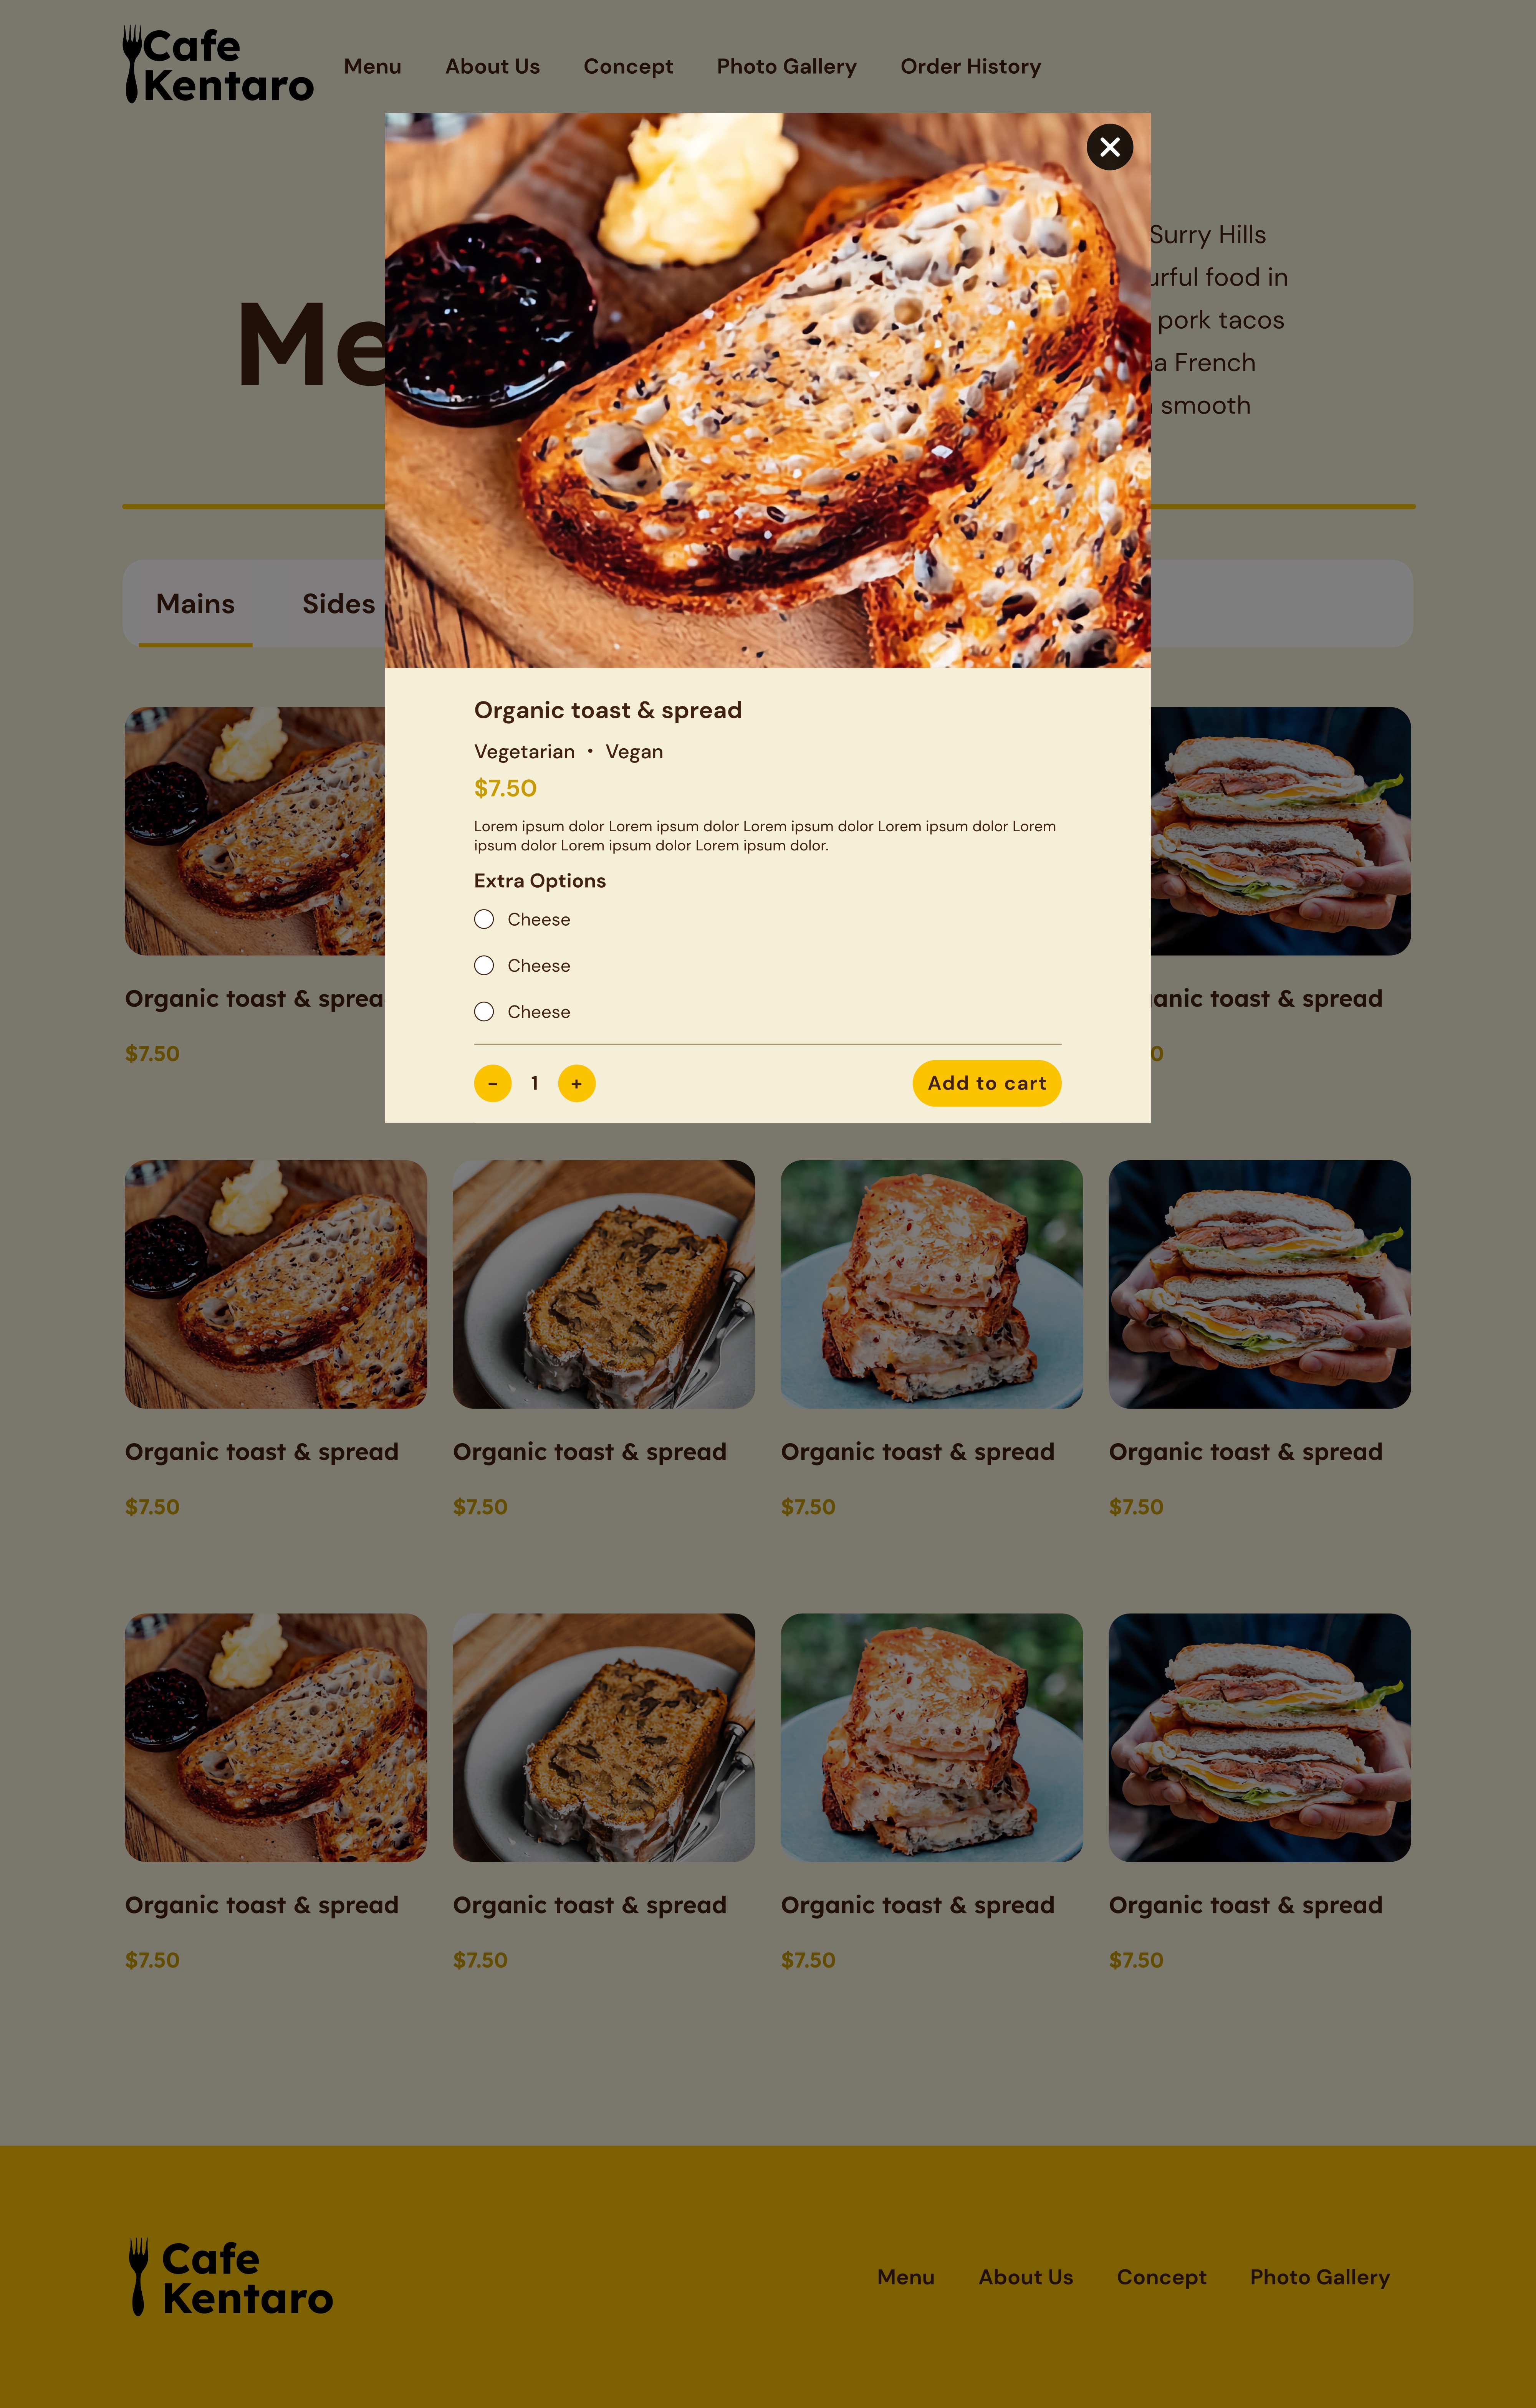 Cafe
Kentaro
Menu About Us Concept Photo Gallery Order History
Surry Hills
food in
pork tacos
French
smooth
Mains Sides
Organic toast & spread
Vegetarian • Vegan
$7.50
Lorem ipsum dolor Lorem ipsum dolor Lorem ipsum dolor Lorem ipsum dolor Lorem
ipsum dolor Lorem ipsum dolor Lorem ipsum dolor.
Extra Options
Cheese
Cheese
Cheese
- 1 +
Add to cart
Organic toast &
toast & spread
$7.50
Organic toast & spread Organic toast & spread Organic toast & spread Organic toast & spread
$7.50 $7.50 $7.50 $7.50
Organic toast & spread Organic toast & spread Organic toast & spread Organic toast & spread
$7.50 $7.50 $7.50 $7.50
Cafe
Kentaro
Menu About Us Concept Photo Gallery